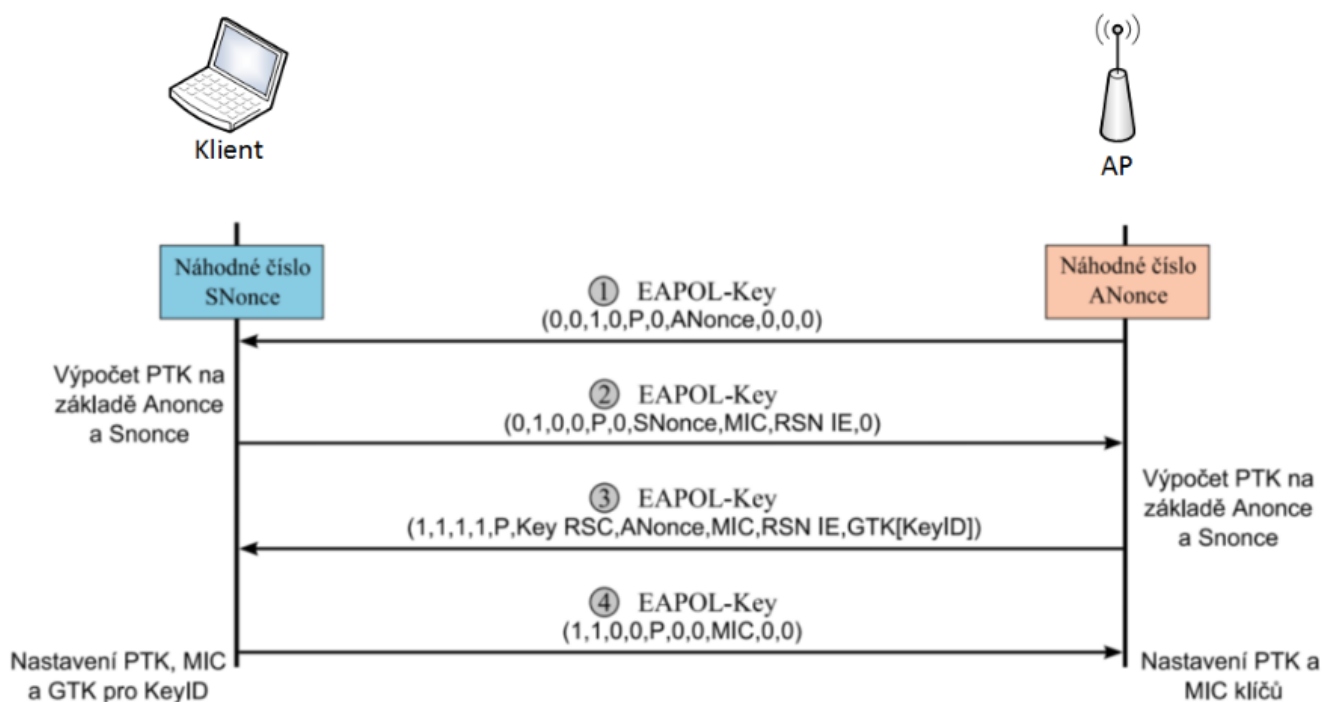 Klient
AP
Náhodné číslo
SNonce
Náhodné číslo
ANonce
1 EAPOL-Key
(0,0,1,0,P,0,ANonce,0,0,0)
Výpočet PTK na
základě Anonce
a Snonce
2 EAPOL-Key
(0,1,0,0,P,0,SNonce,MIC,RSN IE,0)
Výpočet PTK na
základě Anonce
a Snonce
3 EAPOL-Key
(1,1,1,1,P,Key RSC,ANonce,MIC,RSN IE,GTK[KeyID])
4 EAPOL-Key
(1,1,0,0,P,0,0,MIC,0,0)
Nastavení PTK, MIC
a GTK pro KeyID
Nastavení PTK a
MIC klíčů